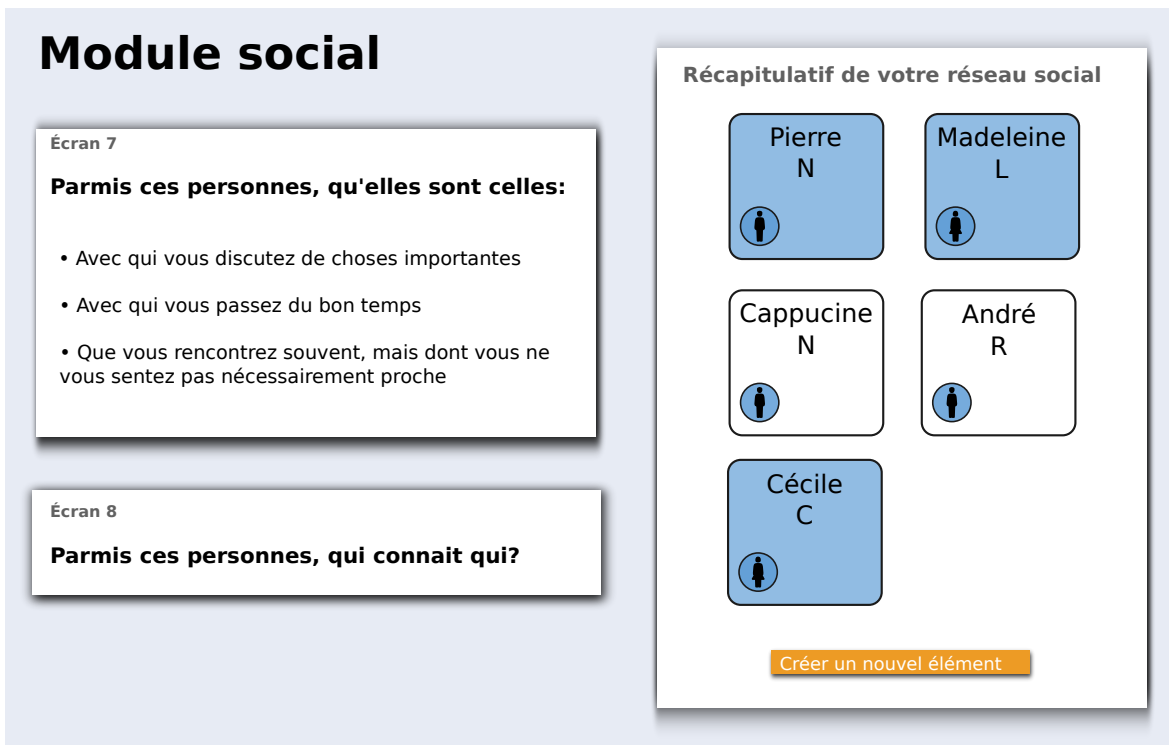 Module social
Écran 7
Parmis ces personnes, qu'elles sont celles:
• Avec qui vous discutez de choses importantes
• Avec qui vous passez du bon temps
• Que vous rencontrez souvent, mais dont vous ne
vous sentez pas nécessairement proche
Écran 8
Parmis ces personnes, qui connait qui?
Récapitulatif de votre réseau social
Pierre
N
Madeleine
L
Cappucine
N
André
R
Cécile
C
Créer un nouvel élément